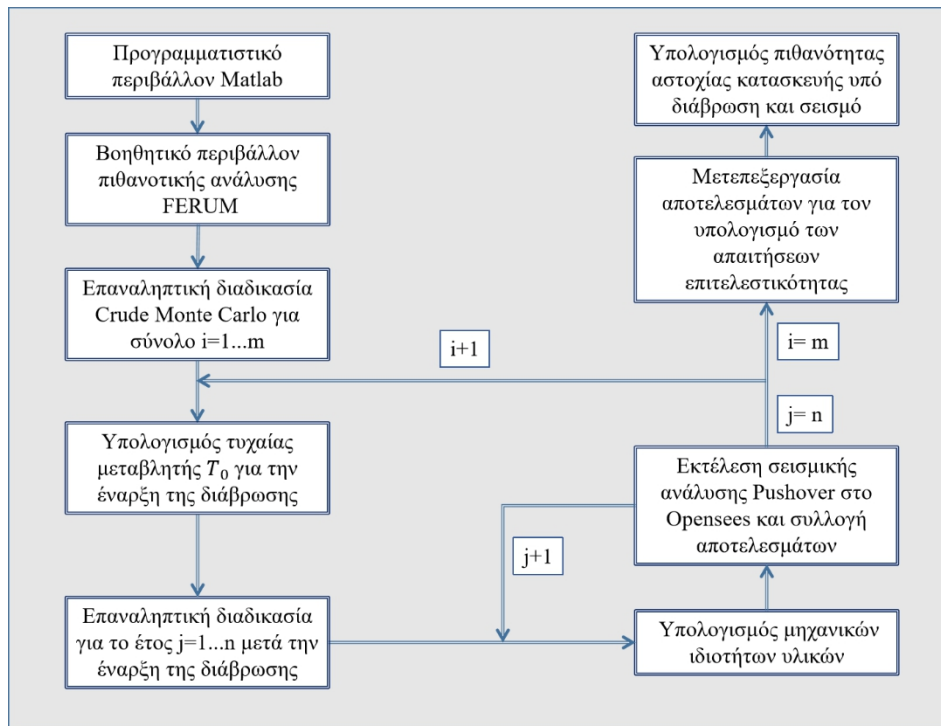 Προγραμματιστικό
περιβάλλον Matlab
Βοηθητικό περιβάλλον
πιθανοτικής ανάλυσης
FERUM
Επαναληπτική διαδικασία
Crude Monte Carlo για
σύνολο i=1...m
Υπολογισμός τυχαίας
μεταβλητής T₀ για την
έναρξη της διάβρωσης
Επαναληπτική διαδικασία
για το έτος j=1...n μετά την
έναρξη της διάβρωσης
i+1
j+1
Υπολογισμός πιθανότητας
αστοχίας κατασκευής υπό
διάβρωση και σεισμό
Μετεπεξεργασία
αποτελεσμάτων για τον
υπολογισμό των
απαιτήσεων
επιτελεστικότητας
i= m
j= n
Εκτέλεση σεισμικής
ανάλυσης Pushover στο
Opensees και συλλογή
αποτελεσμάτων
Υπολογισμός μηχανικών
ιδιοτήτων υλικών